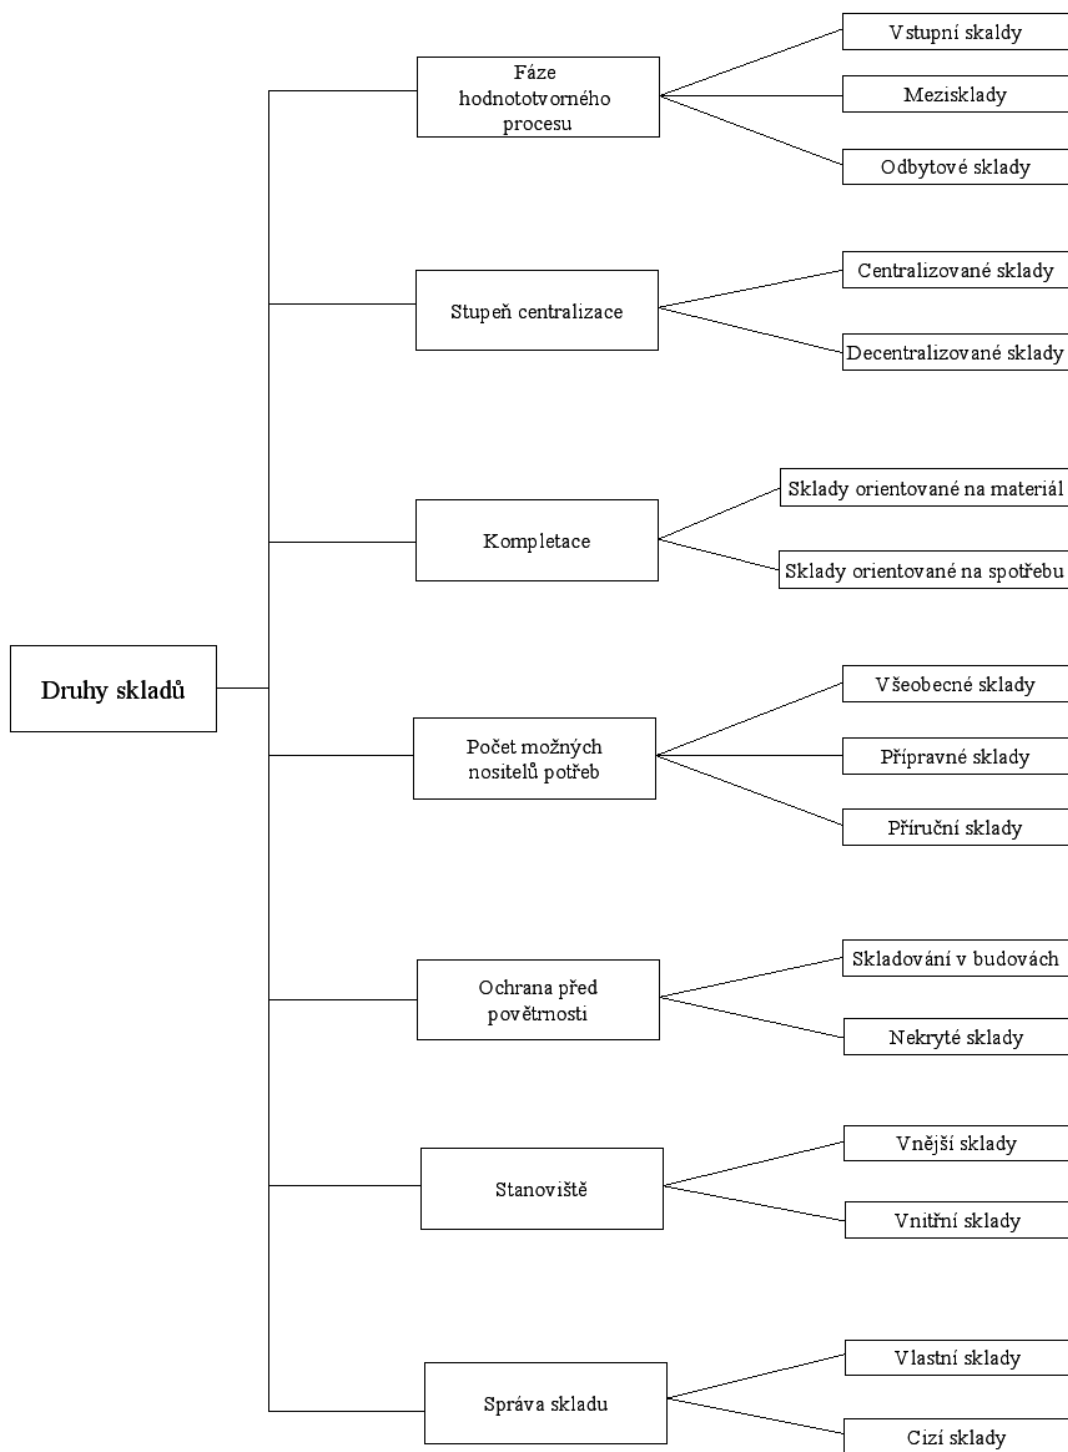 Vstupní skaldy
Fáze
hodnototvorného
procesu
Mezisklady
Odbytové sklady
Centralizované sklady
Stupeň centralizace
Decentralizované sklady
Sklady orientované na materiál
Kompletace
Sklady orientované na spotřebu
Druhy skladů
Všeobecné sklady
Počet možných
nositelů potřeb
Přípravné sklady
Příruční sklady
Skladování v budovách
Ochrana před
povětrnosti
Nekryté sklady
Vnější sklady
Stanoviště
Vnitřní sklady
Vlastní sklady
Správa skladu
Cizí sklady